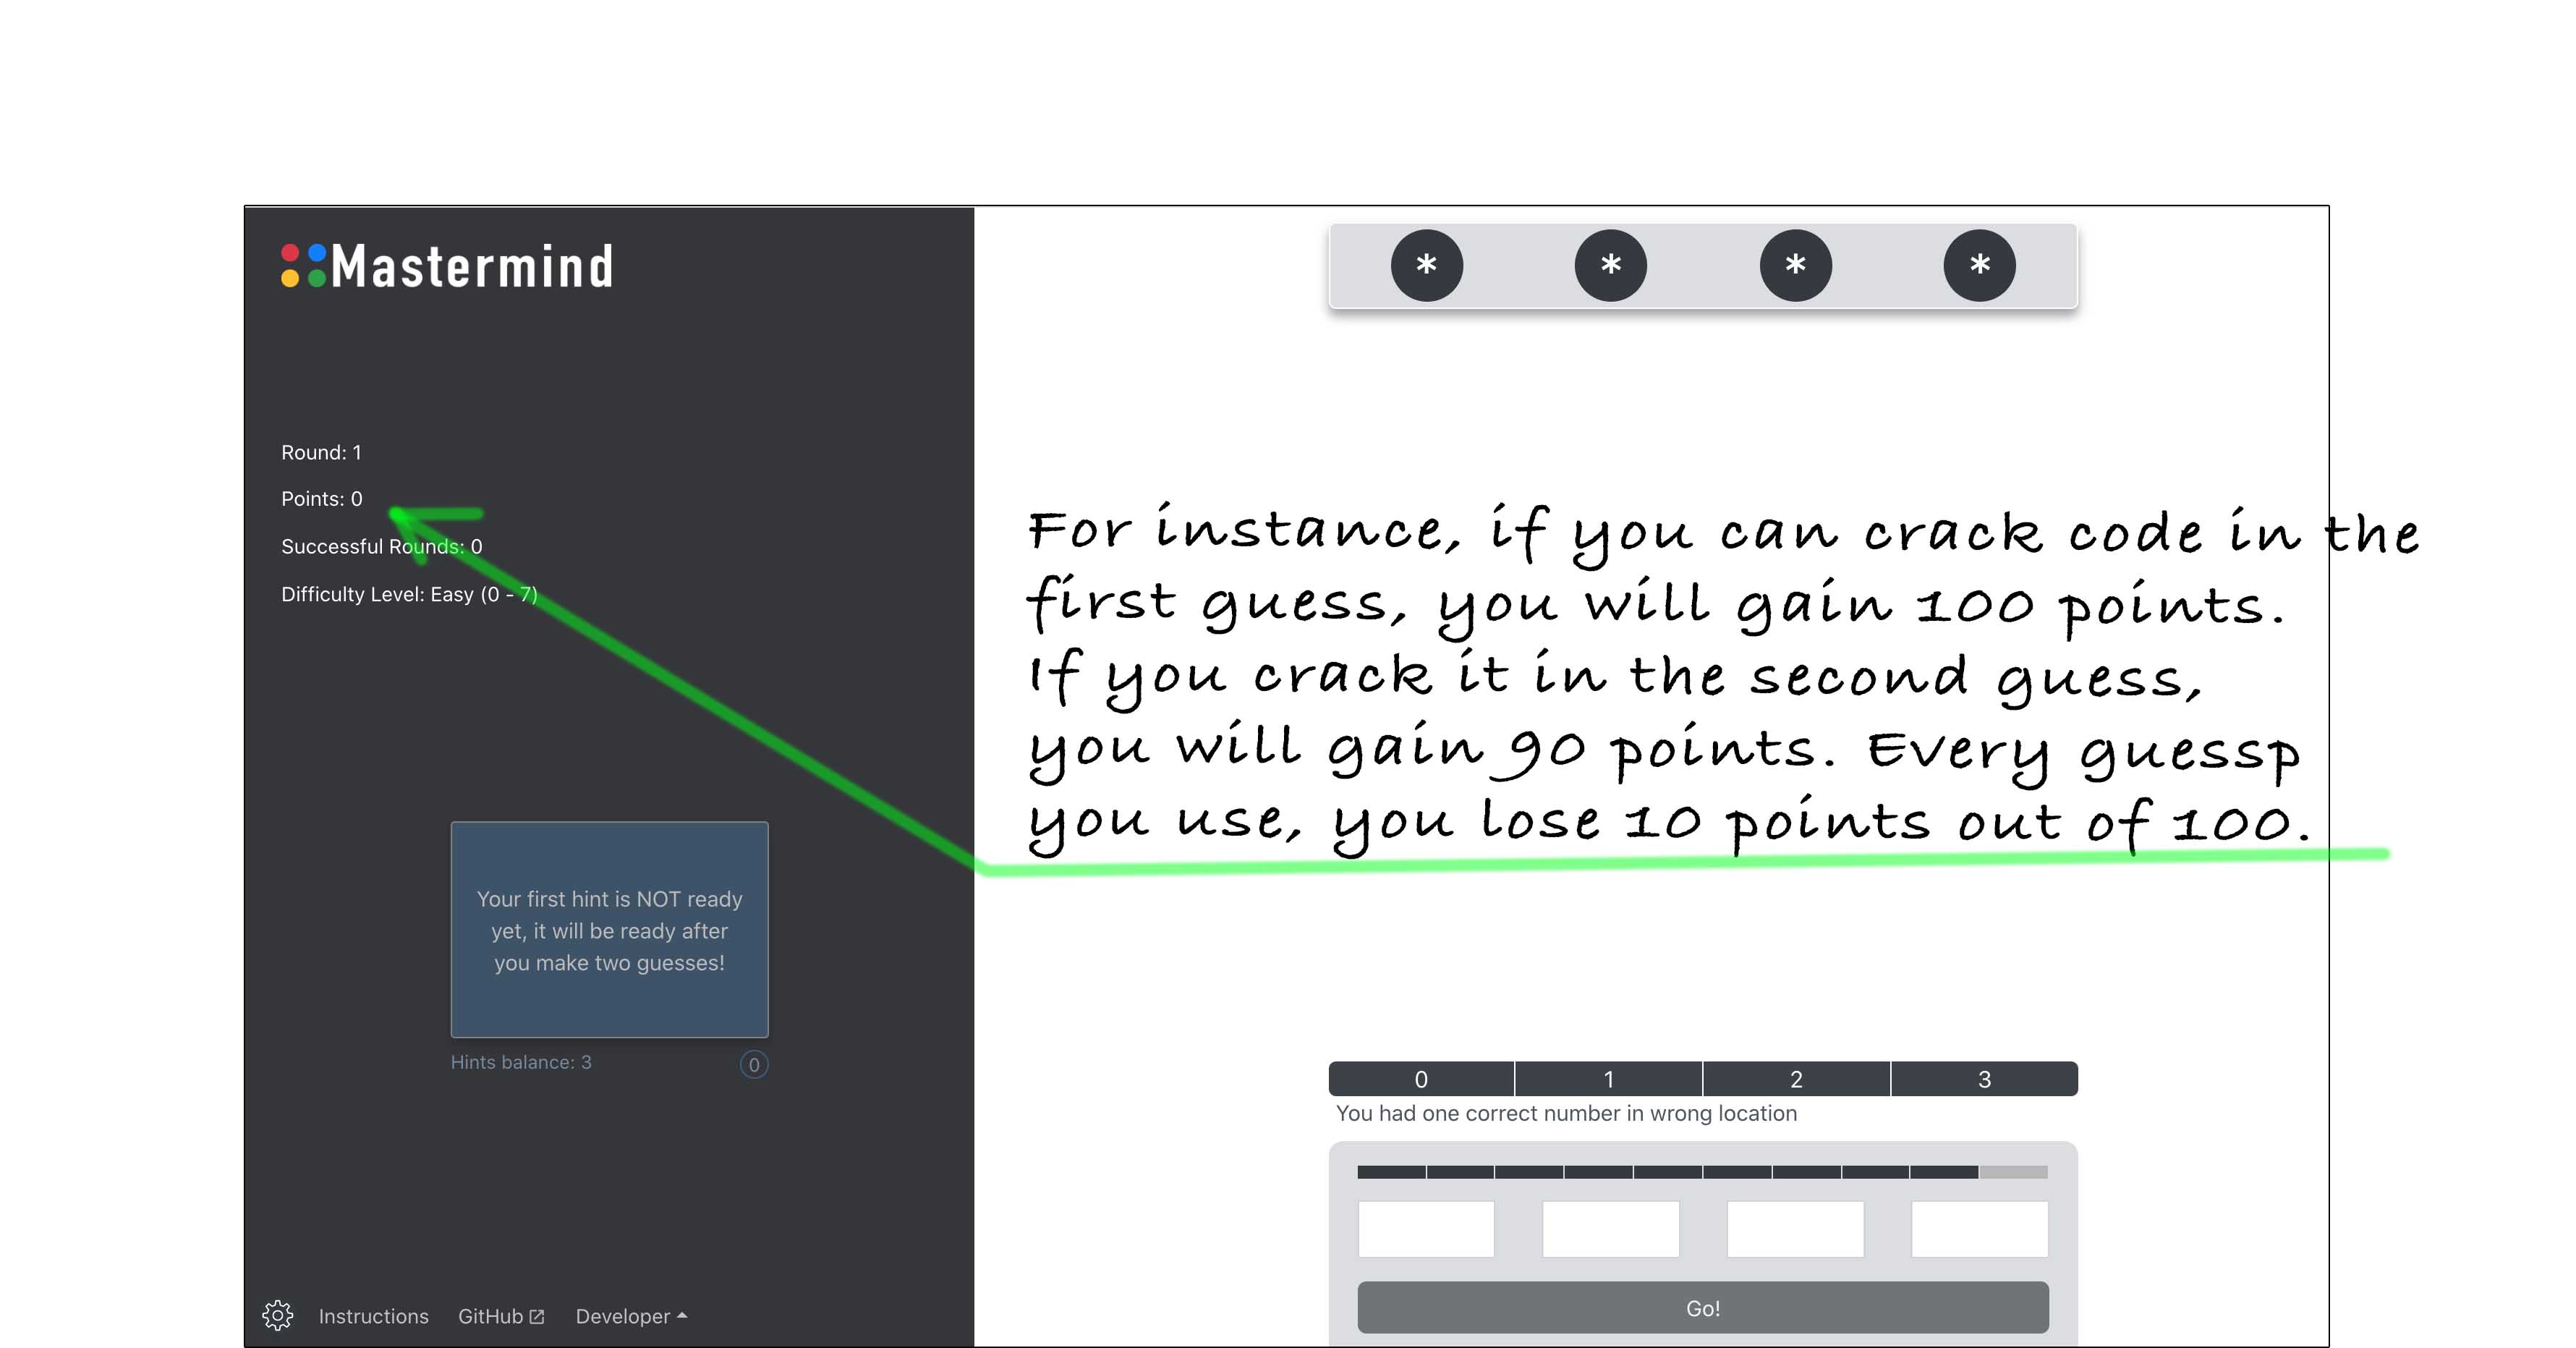 Mastermind
* * * *
Round: 1
Points: 0
Successful Rounds: 0
Difficulty Level: Easy (0 - 7)
For instance, if you can crack code in the
first guess, you will gain 100 points.
If you crack it in the second guess,
you will gain 90 points. Every guessp
you use, you lose 10 points out of 100.
Your first hint is NOT ready
yet, it will be ready after
you make two guesses!
Hints balance: 3 0
0 1 2 3
You had one correct number in wrong location
Go!
Instructions GitHub Developer